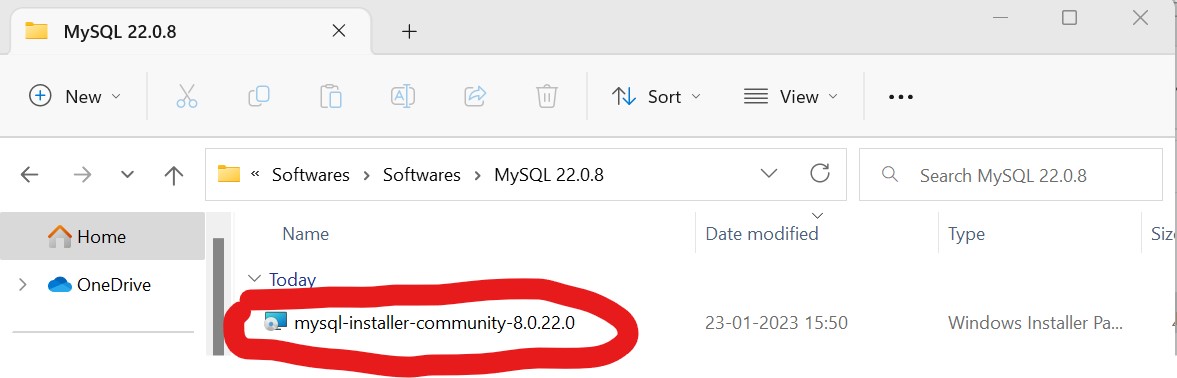 MySQL 22.0.8
New Sort View
« Softwares > Softwares > MySQL 22.0.8 Search MySQL 22.0.8
Home
OneDrive
Name Date modified Type
Today
mysql-installer-community-8.0.22.0 23-01-2023 15:50 Windows Installer Pa...